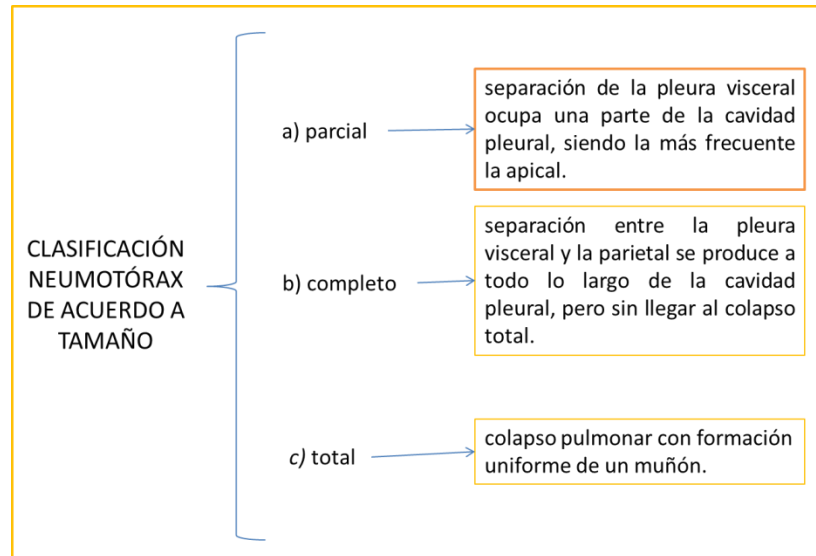 CLASIFICACIÓN
NEUMOTÓRAX
DE ACUERDO A
TAMAÑO
a) parcial
separación de la pleura visceral
ocupa una parte de la cavidad
pleural, siendo la más frecuente
la apical.
b) completo
separación entre la pleura
visceral y la parietal se produce a
todo lo largo de la cavidad
pleural, pero sin llegar al colapso
total.
c) total
colapso pulmonar con formación
uniforme de un muñón.